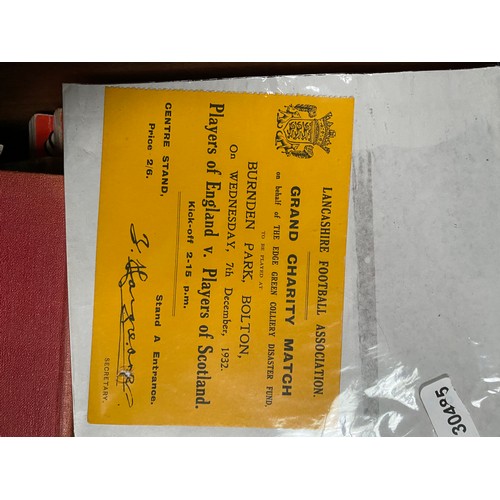 LANCASHIRE FOOTBALL ASSOCIATION.
GRAND CHARITY MATCH
on behalf of THE EDGE GREEN COLLIERY DISASTER FUND,
TO BE PLAYED AT
BURNDEN PARK, BOLTON,
On WEDNESDAY, 7th December, 1932.
Players of England v. Players of Scotland.
Kick-off 2-15 p.m.
CENTRE STAND,
Price 2/6.
Stand A Entrance.
SECRETARY.
30485